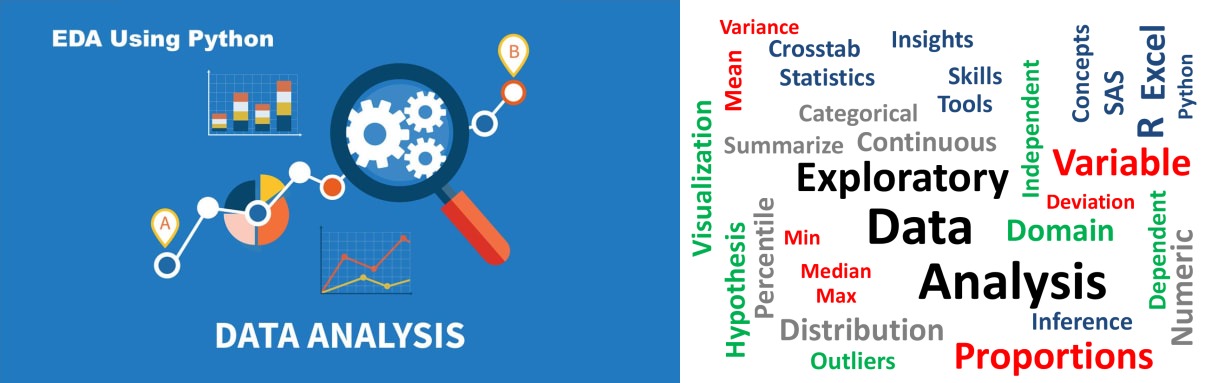 EDA Using Python
B
A
DATA ANALYSIS
Variance
Crosstab
Insights
Mean
Statistics
Skills
Tools
Concepts
SAS
Excel
R
Python
Categorical
Summarize
Continuous
Independent
Visualization
Exploratory
Variable
Deviation
Data
Domain
Dependent
Numeric
Hypothesis
Percentile
Min
Median
Max
Analysis
Inference
Distribution
Outliers
Proportions